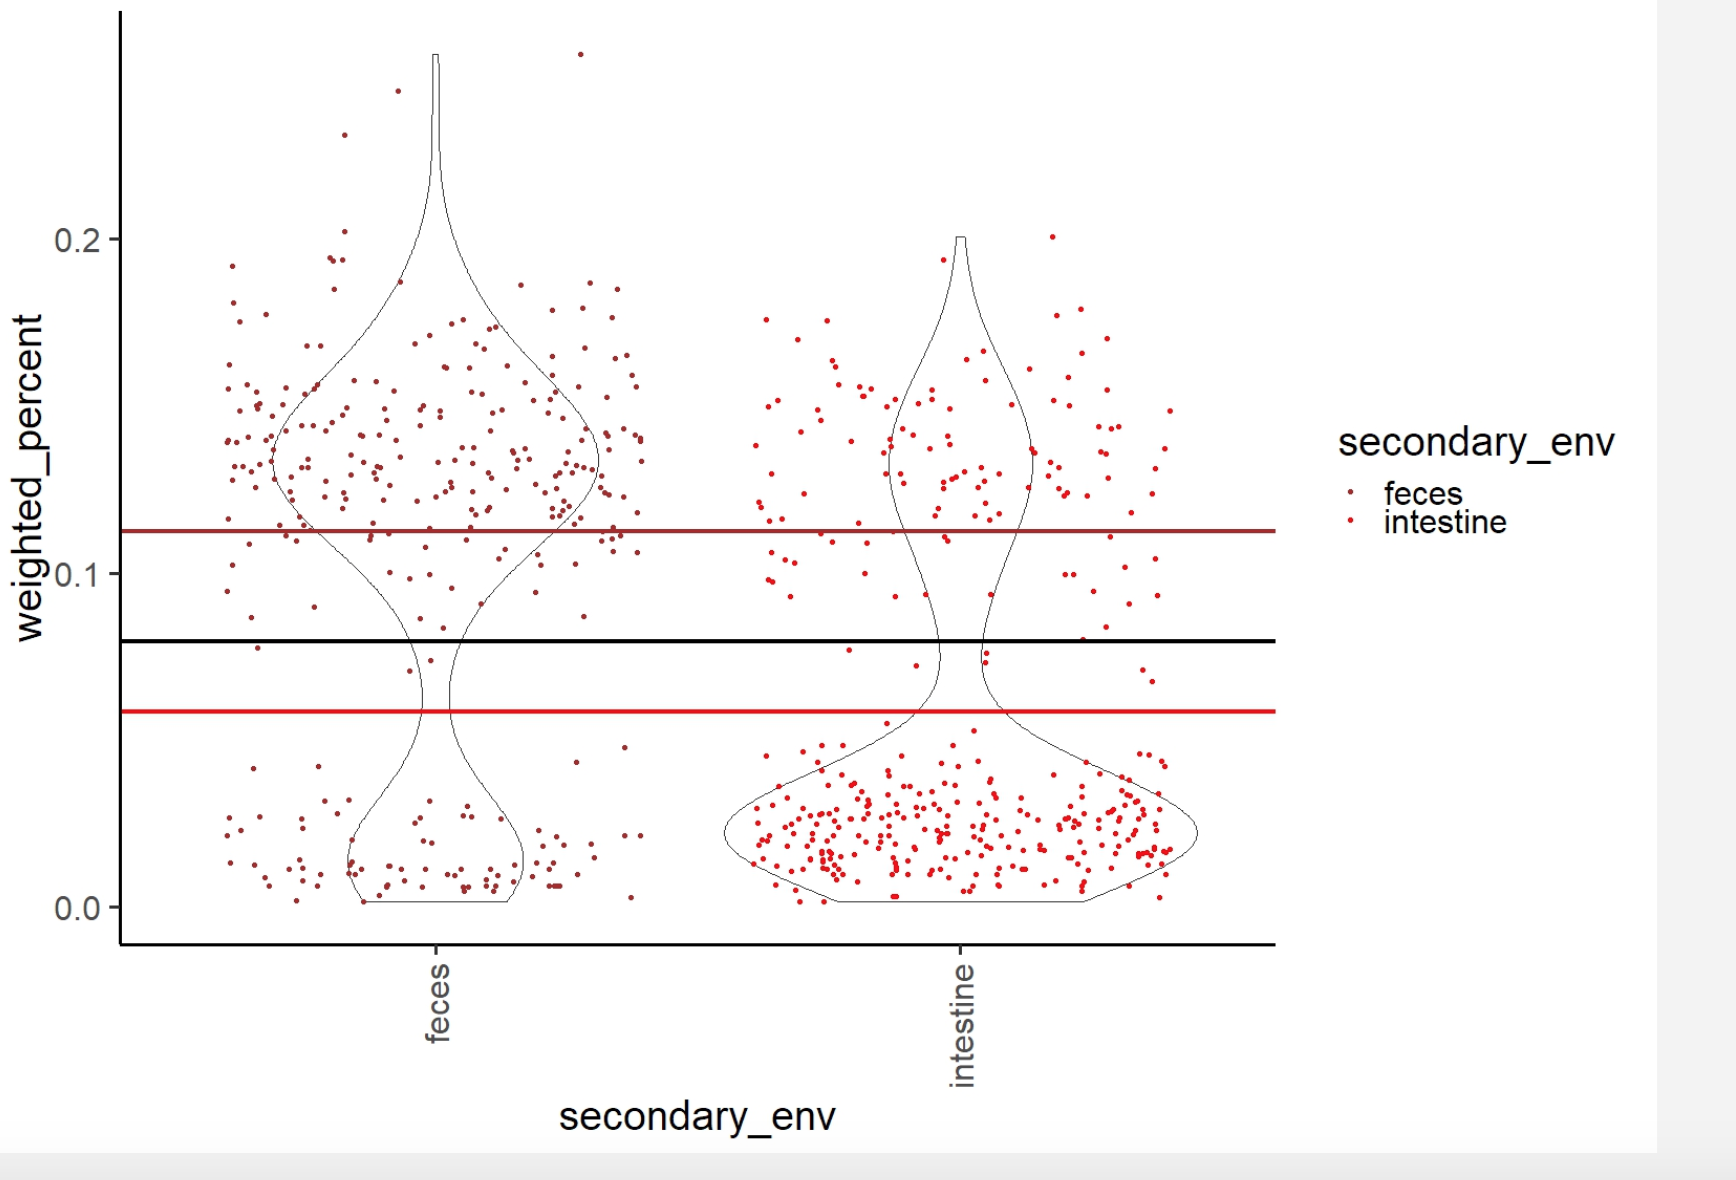 weighted_percent
0.2
0.1
0.0
feces
intestine
secondary_env
secondary_env
feces
intestine